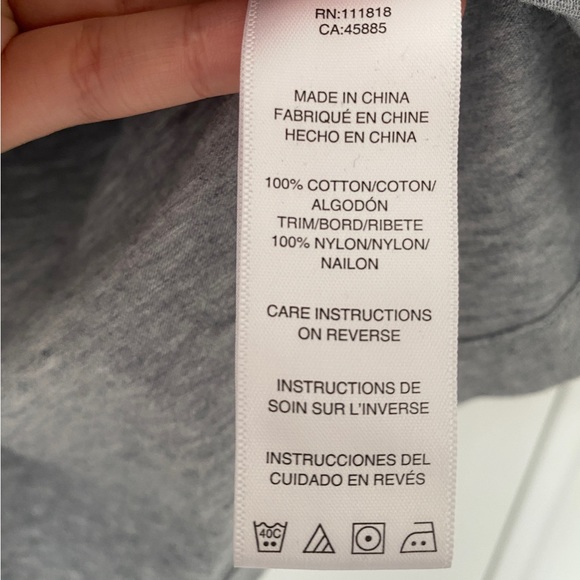 RN:111818
CA:45885
MADE IN CHINA
FABRIQUÉ EN CHINE
HECHO EN CHINA
100% COTTON/COTON/
ALGODÓN
TRIM/BORD/RIBETE
100% NYLON/NYLON/
NAILON
CARE INSTRUCTIONS
ON REVERSE
INSTRUCTIONS DE
SOIN SUR L'INVERSE
INSTRUCCIONES DEL
CUIDADO EN REVÉS
40C